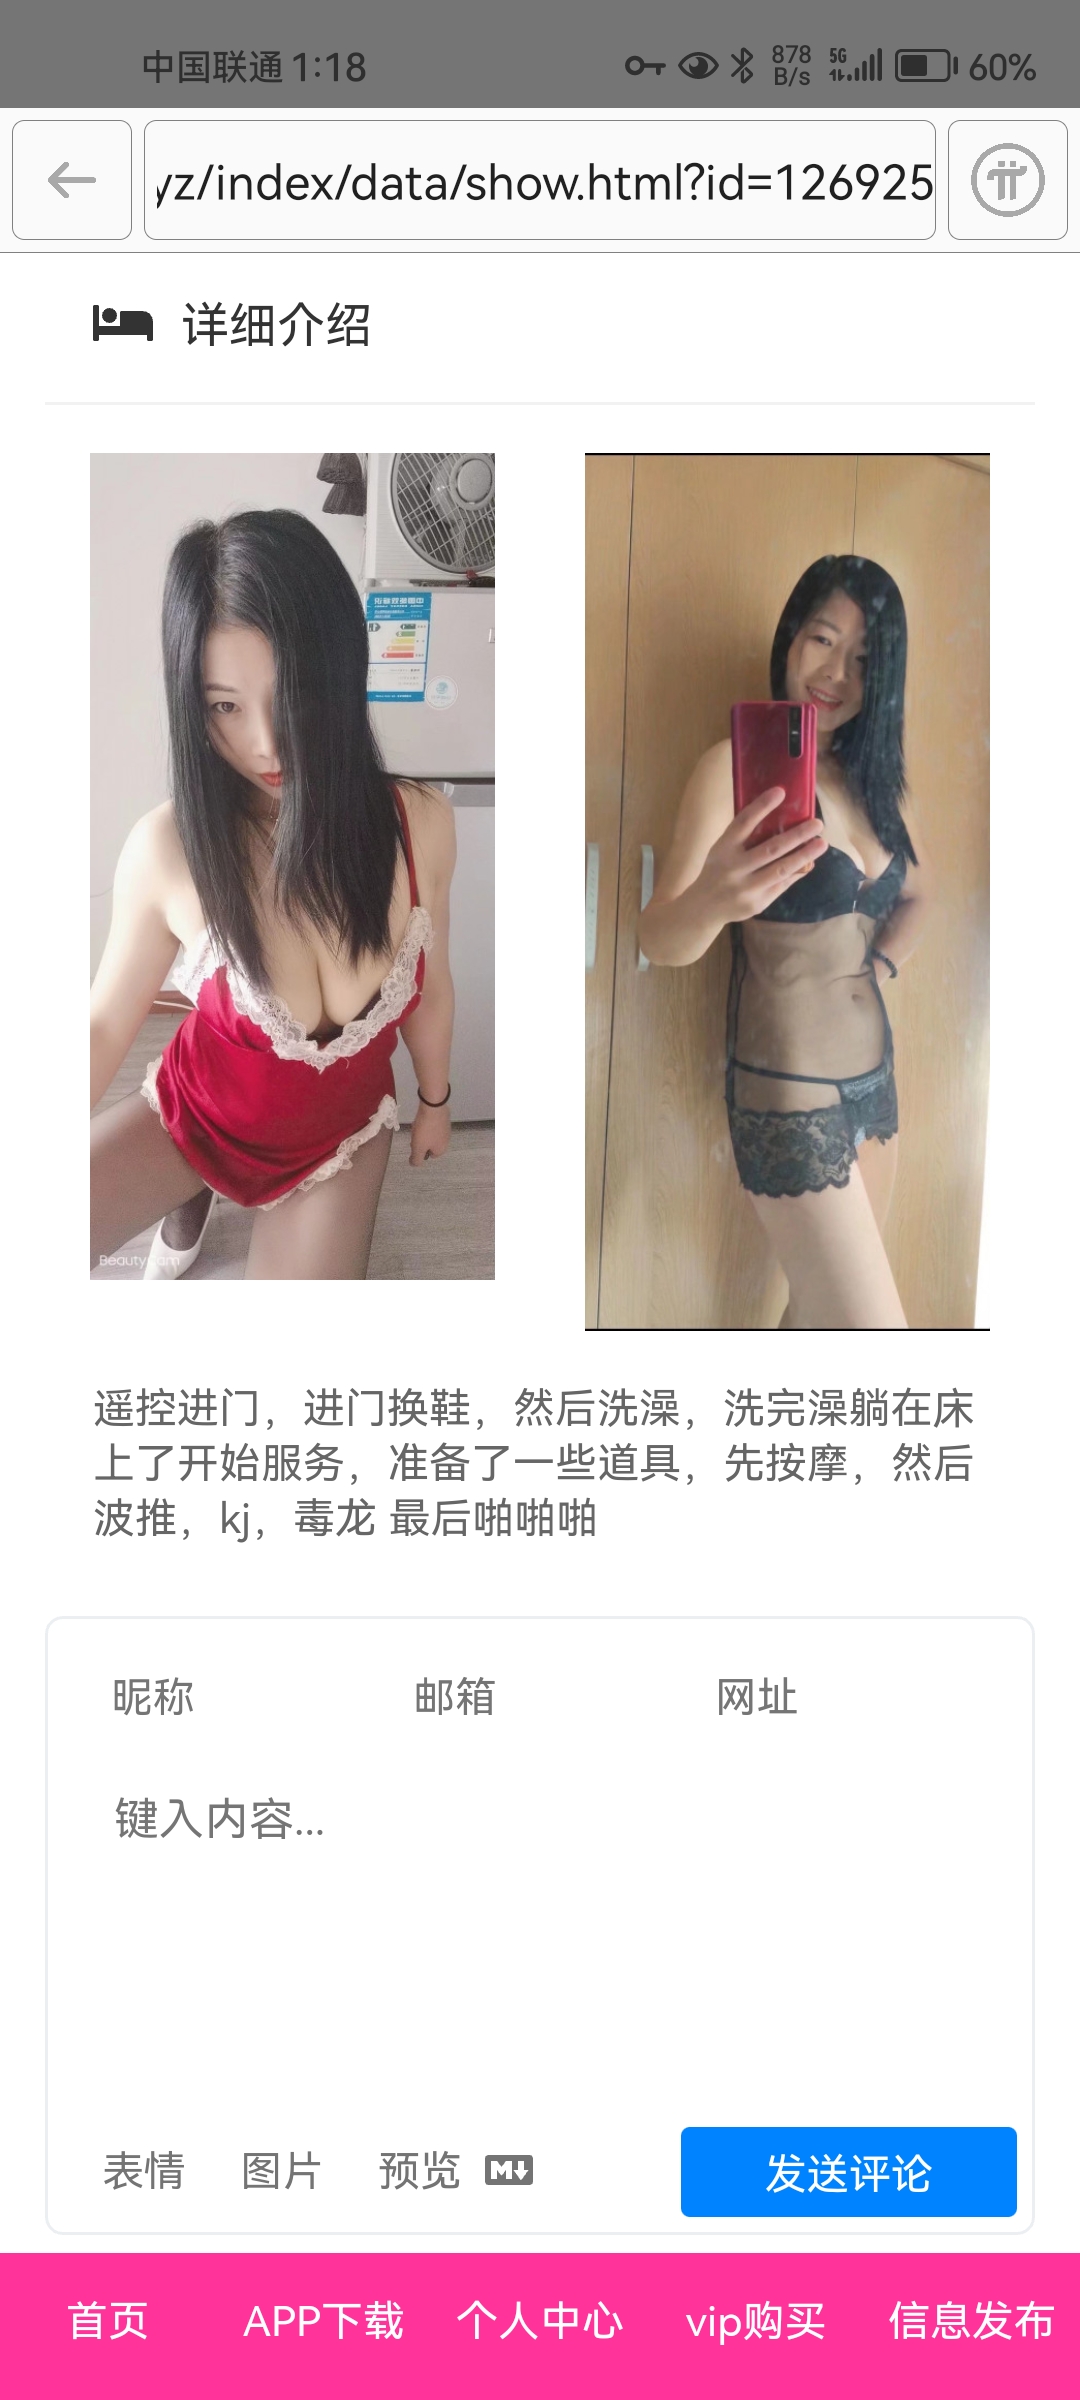 中国联通 1:18
878 B/s 5G 60%
yz/index/data/show.html?id=126925
详细介绍
BeautyCam
遥控进门，进门换鞋，然后洗澡，洗完澡躺在床
上了开始服务，准备了一些道具，先按摩，然后
波推，kj，毒龙 最后啪啪啪
昵称 邮箱 网址
键入内容...
表情 图片 预览 M↓ 发送评论
首页 APP下载 个人中心 vip购买 信息发布